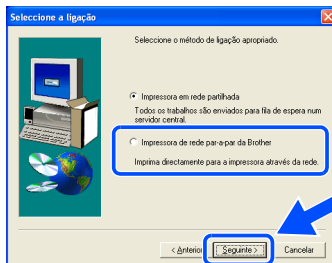 Seleccione a ligação
Seleccione o método de ligação apropriado.
Impressora em rede partilhada
Todos os trabalhos são enviados para fila de espera num
servidor central.
Impressora de rede par-a-par da Brother
Imprima directamente para a impressora através da rede.
< Anterior
Seguinte >
Cancelar